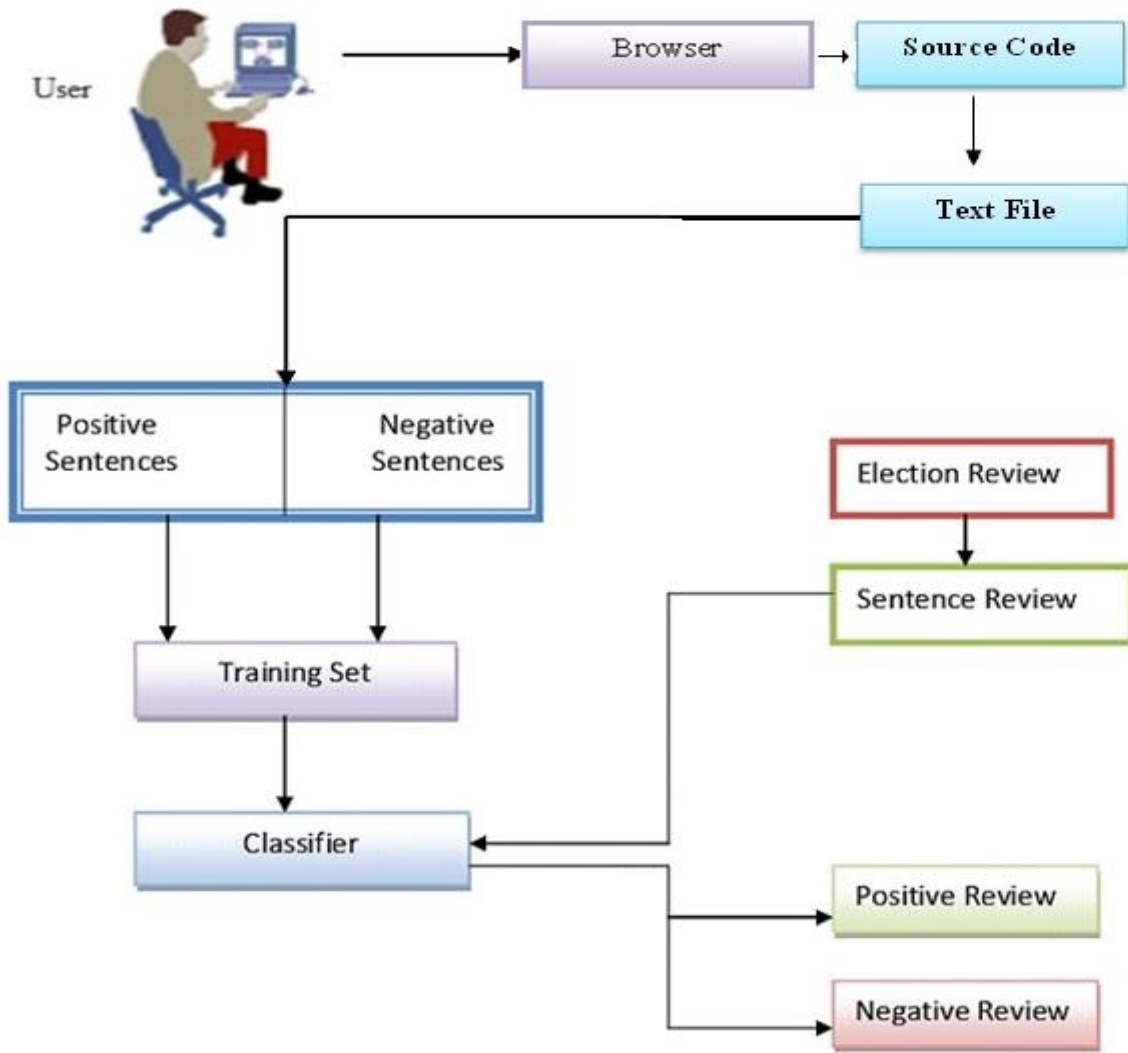 User
Browser
Source Code
Text File
Positive
Sentences
Negative
Sentences
Election Review
Sentence Review
Training Set
Classifier
Positive Review
Negative Review